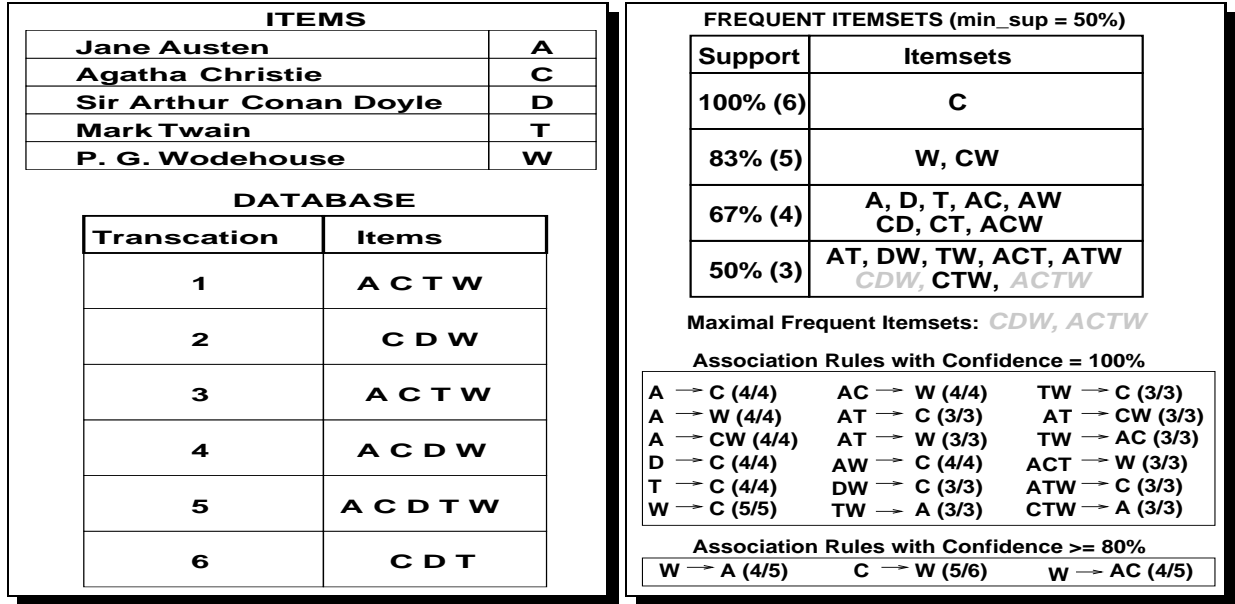 ITEMS
Jane Austen A
Agatha Christie C
Sir Arthur Conan Doyle D
Mark Twain T
P. G. Wodehouse W
DATABASE
Transcation Items
1 A C T W
2 C D W
3 A C T W
4 A C D W
5 A C D T W
6 C D T
FREQUENT ITEMSETS (min_sup = 50%)
Support Itemsets
100% (6) C
83% (5) W, CW
67% (4) A, D, T, AC, AW
CD, CT, ACW
50% (3) AT, DW, TW, ACT, ATW
CDW, CTW, ACTW
Maximal Frequent Itemsets: CDW, ACTW
Association Rules with Confidence = 100%
A → C (4/4) AC → W (4/4) TW → C (3/3)
A → W (4/4) AT → C (3/3) AT → CW (3/3)
A → CW (4/4) AT → W (3/3) TW → AC (3/3)
D → C (4/4) AW → C (4/4) ACT → W (3/3)
T → C (4/4) DW → C (3/3) ATW → C (3/3)
W → C (5/5) TW → A (3/3) CTW → A (3/3)
Association Rules with Confidence >= 80%
W → A (4/5) C → W (5/6) W → AC (4/5)